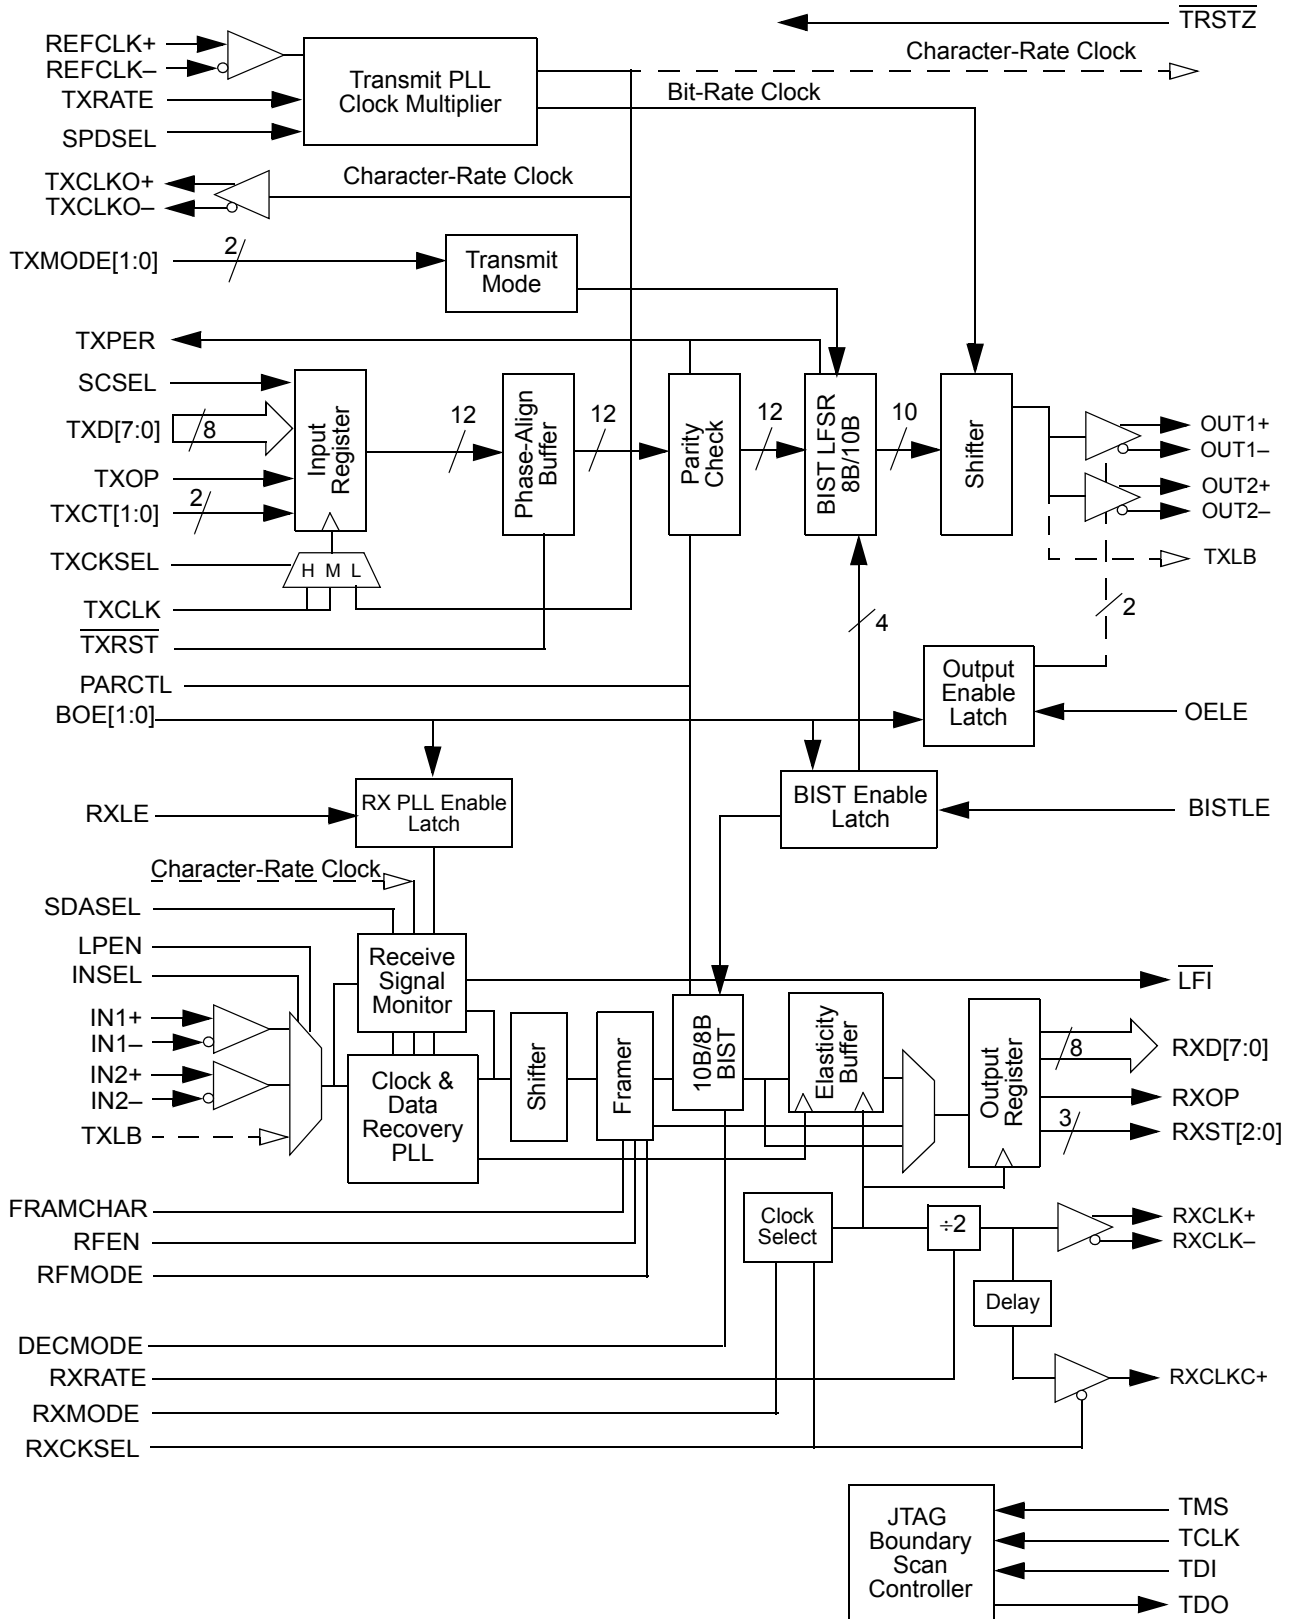 TRSTZ
REFCLK+
REFCLK–
TXRATE
SPDSEL
Transmit PLL
Clock Multiplier
Character-Rate Clock
Bit-Rate Clock
TXCLKO+
TXCLKO–
Character-Rate Clock
TXMODE[1:0]
2
Transmit
Mode
TXPER
SCSEL
TXD[7:0]
8
TXOP
TXCT[1:0]
2
Input
Register
12
Phase-Align
Buffer
12
Parity
Check
12
BIST LFSR
8B/10B
10
Shifter
OUT1+
OUT1–
OUT2+
OUT2–
TXLB
TXCKSEL
H M L
TXCLK
TXRST
4
2
PARCTL
BOE[1:0]
Output
Enable
Latch
OELE
RXLE
RX PLL Enable
Latch
BIST Enable
Latch
BISTLE
Character-Rate Clock
SDASEL
LPEN
INSEL
IN1+
IN1–
IN2+
IN2–
TXLB
Receive
Signal
Monitor
LFI
Clock &
Data
Recovery
PLL
Shifter
Framer
10B/8B
BIST
Elasticity
Buffer
Output
Register
8
RXD[7:0]
RXOP
3
RXST[2:0]
FRAMCHAR
RFEN
RFMODE
Clock
Select
÷2
RXCLK+
RXCLK–
Delay
DECMODE
RXRATE
RXCLKC+
RXMODE
RXCKSEL
JTAG
Boundary
Scan
Controller
TMS
TCLK
TDI
TDO